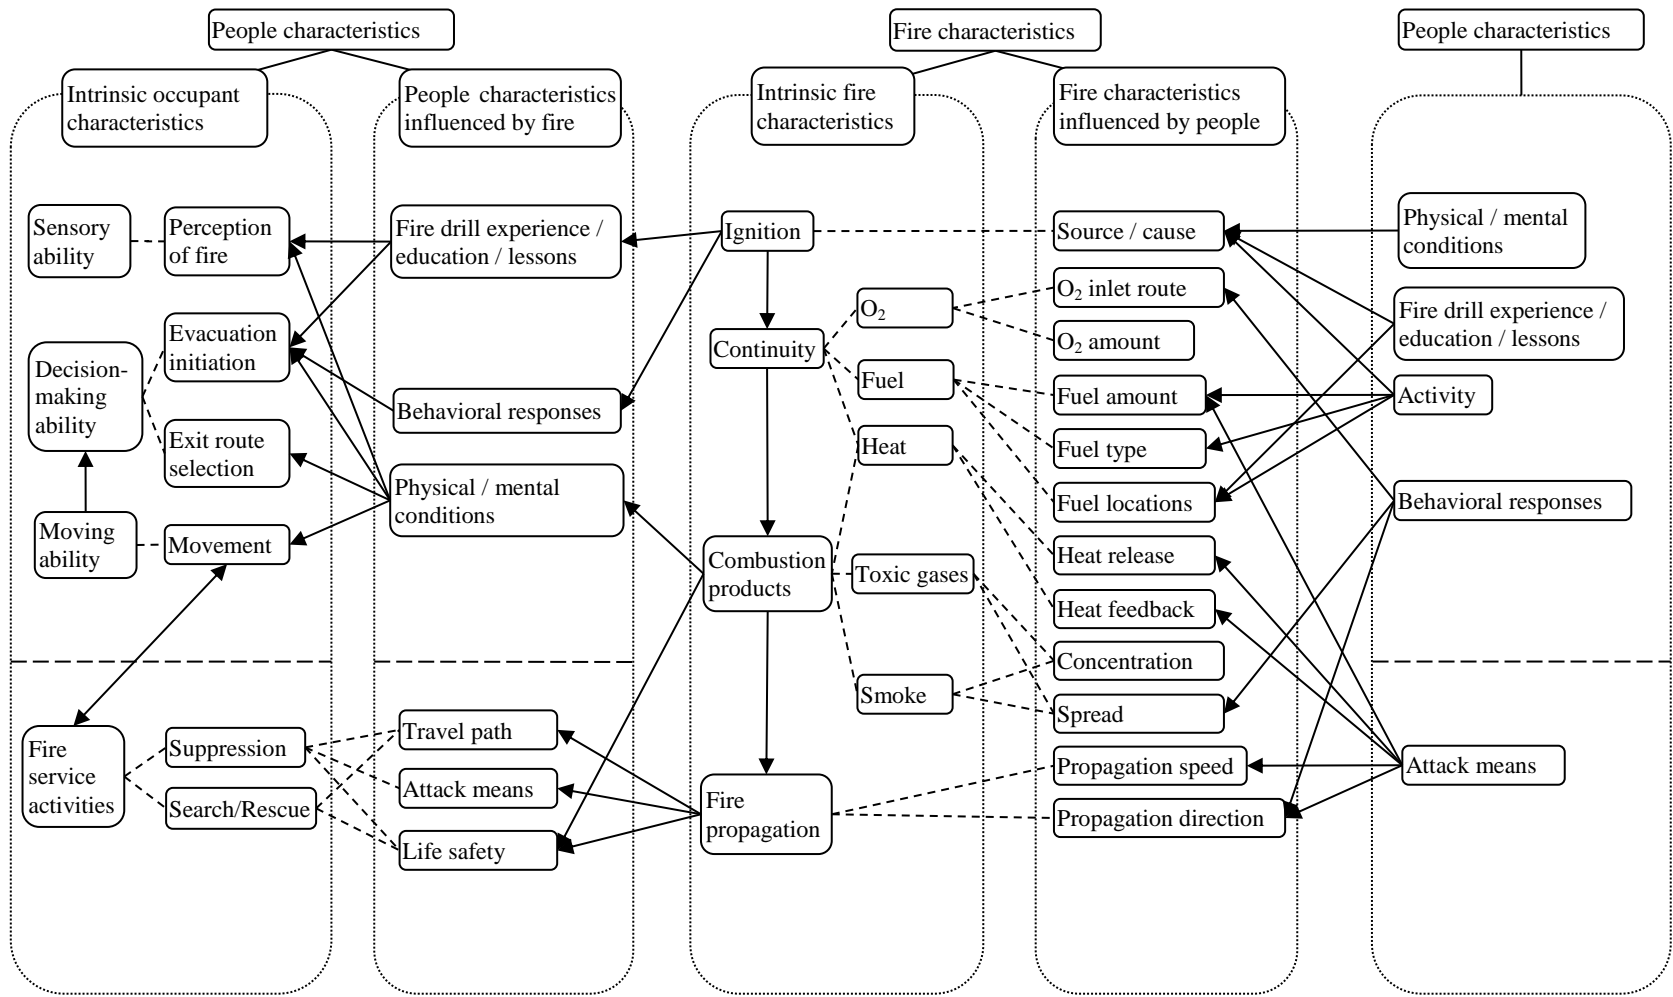 People characteristics
Fire characteristics
People characteristics
Intrinsic occupant
characteristics
People characteristics
influenced by fire
Intrinsic fire
characteristics
Fire characteristics
influenced by people
Sensory
ability
Perception
of fire
Decision-
making
ability
Evacuation
initiation
Exit route
selection
Moving
ability
Movement
Fire
service
activities
Suppression
Search/Rescue
Fire drill experience /
education / lessons
Behavioral responses
Physical / mental
conditions
Travel path
Attack means
Life safety
Ignition
Continuity
Combustion
products
Fire
propagation
O₂
Fuel
Heat
Toxic gases
Smoke
Source / cause
O₂ inlet route
O₂ amount
Fuel amount
Fuel type
Fuel locations
Heat release
Heat feedback
Concentration
Spread
Propagation speed
Propagation direction
Physical / mental
conditions
Fire drill experience /
education / lessons
Activity
Behavioral responses
Attack means